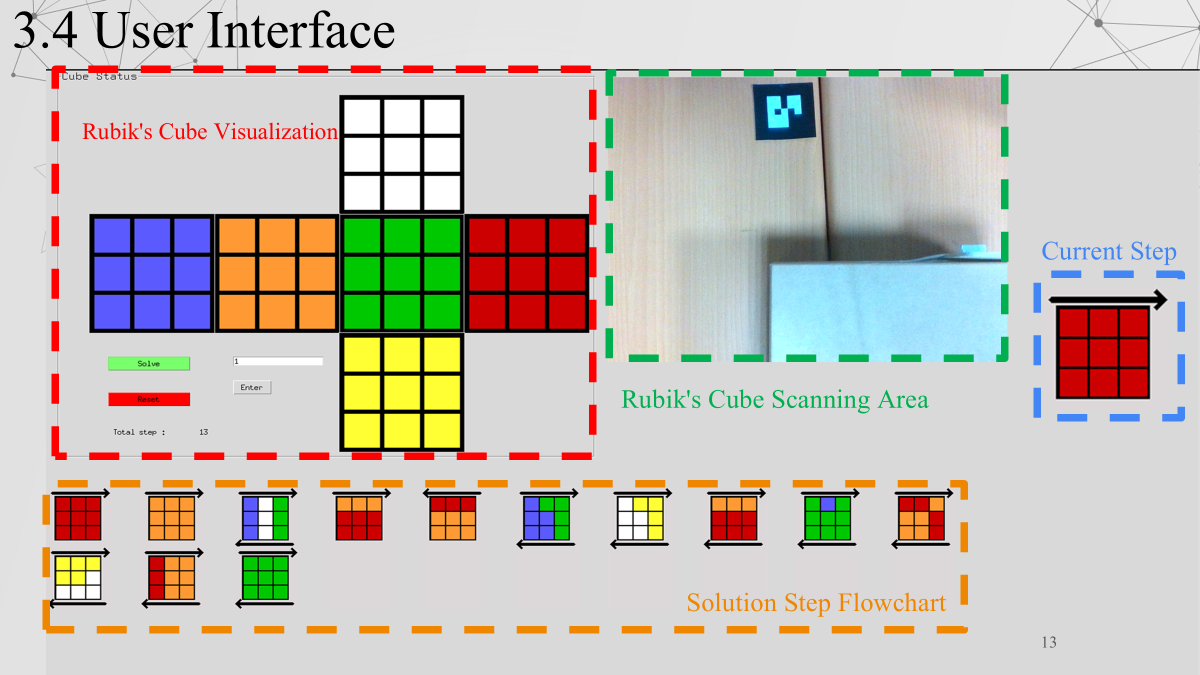 3.4 User Interface
Cube Status
Rubik's Cube Visualization
Current Step
Solve
1
Enter
Reset
Rubik's Cube Scanning Area
Total step : 13
Solution Step Flowchart
13